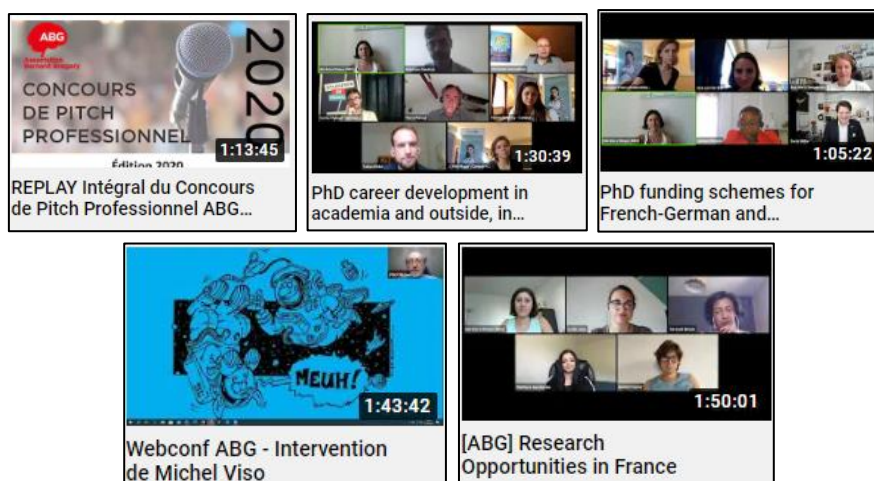 ABG
2020
CONCOURS
DE PITCH
PROFESSIONNEL
Édition 2020
1:13:45
REPLAY Intégral du Concours
de Pitch Professionnel ABG...
1:30:39
PhD career development in
academia and outside, in...
1:05:22
PhD funding schemes for
French-German and...
MEUH!
1:43:42
Webconf ABG - Intervention
de Michel Viso
1:50:01
[ABG] Research
Opportunities in France